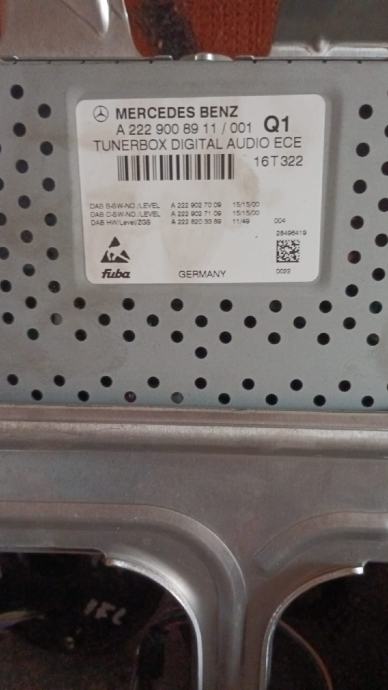 MERCEDES BENZ
A 222 900 89 11 / 001 Q1
TUNERBOX DIGITAL AUDIO ECE
16T322
DAB B-SW-NO./LEVEL A 222 902 70 09 15/15/00
DAB D-SW-NO./LEVEL A 222 902 71 09 15/15/00
DAB HW/Level/ZGS A 222 820 33 89 11/49 004
28496419
fuba
GERMANY
0022